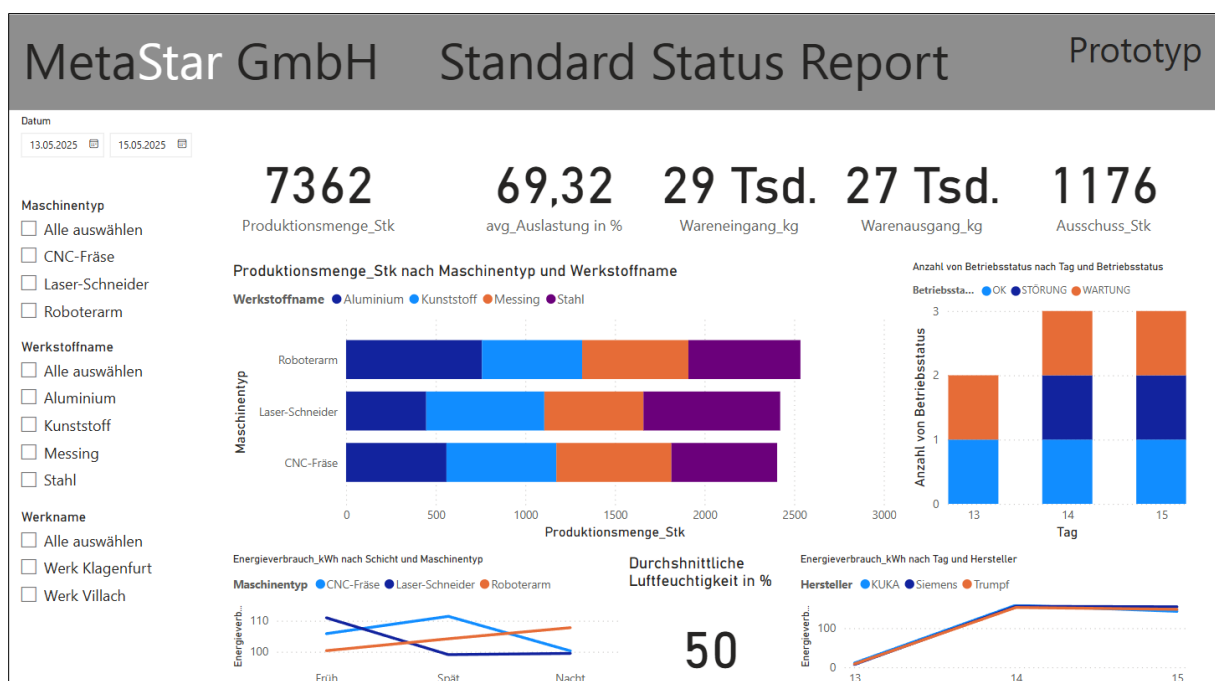 MetaStar GmbH Standard Status Report Prototyp
Datum
13.05.2025 15.05.2025
Maschinentyp
Alle auswählen
CNC-Fräse
Laser-Schneider
Roboterarm
Werkstoffname
Alle auswählen
Aluminium
Kunststoff
Messing
Stahl
Werkname
Alle auswählen
Werk Klagenfurt
Werk Villach
7362
Produktionsmenge_Stk
69,32
avg_Auslastung in %
29 Tsd.
Wareneingang_kg
27 Tsd.
Warenausgang_kg
1176
Ausschuss_Stk
Produktionsmenge_Stk nach Maschinentyp und Werkstoffname
Werkstoffname Aluminium Kunststoff Messing Stahl
Maschinentyp
Roboterarm
Laser-Schneider
CNC-Fräse
0 500 1000 1500 2000 2500 3000
Produktionsmenge_Stk
Anzahl von Betriebsstatus nach Tag und Betriebsstatus
Betriebssta... OK STÖRUNG WARTUNG
Anzahl von Betriebsstatus
3
2
1
0
13 14 15
Tag
Energieverbrauch_kWh nach Schicht und Maschinentyp
Maschinentyp CNC-Fräse Laser-Schneider Roboterarm
Energieverb...
110
100
Früh Spät Nacht
Durchshnittliche
Luftfeuchtigkeit in %
50
Energieverbrauch_kWh nach Tag und Hersteller
Hersteller KUKA Siemens Trumpf
Energieverb...
100
0
13 14 15